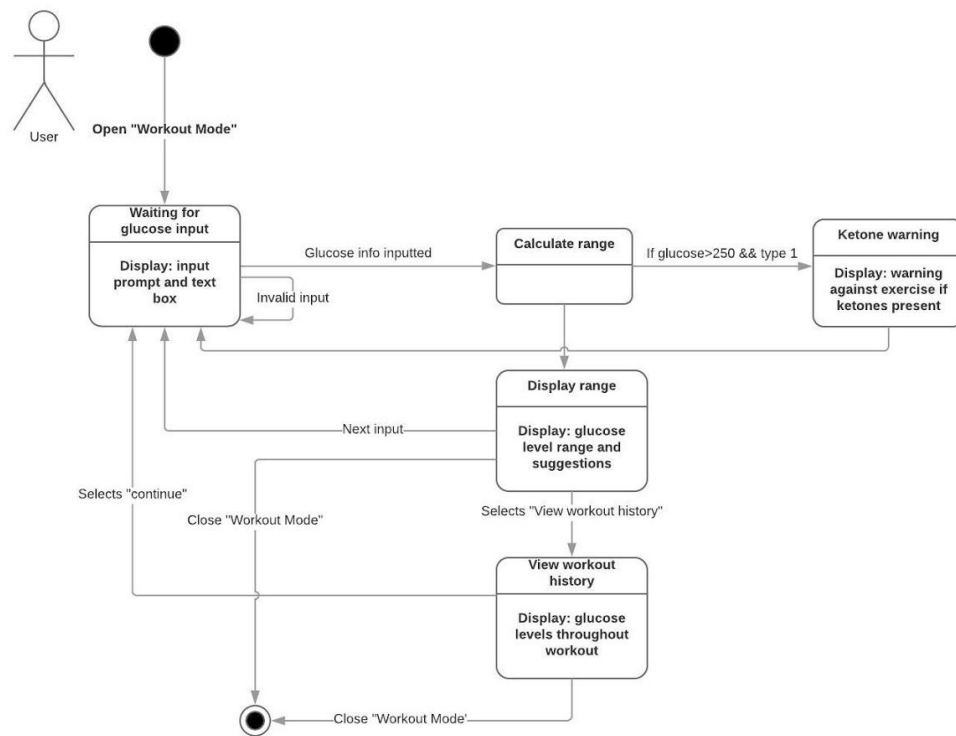 User
Open "Workout Mode"
Waiting for
glucose input
Display: input
prompt and text
box
Glucose info inputted
Invalid input
Calculate range
If glucose>250 && type 1
Ketone warning
Display: warning
against exercise if
ketones present
Display range
Display: glucose
level range and
suggestions
Next input
Selects "continue"
Close "Workout Mode"
Selects "View workout history"
View workout
history
Display: glucose
levels throughout
workout
Close "Workout Mode'